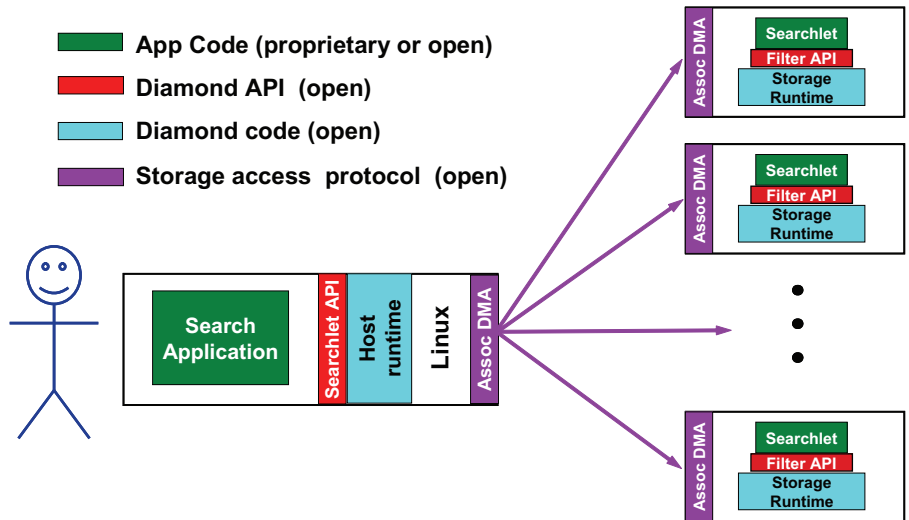 App Code (proprietary or open)
Diamond API (open)
Diamond code (open)
Storage access protocol (open)
Search
Application
Searchlet API
Host
runtime
Linux
Assoc DMA
Assoc DMA
Searchlet
Filter API
Storage
Runtime
Assoc DMA
Searchlet
Filter API
Storage
Runtime
Assoc DMA
Searchlet
Filter API
Storage
Runtime